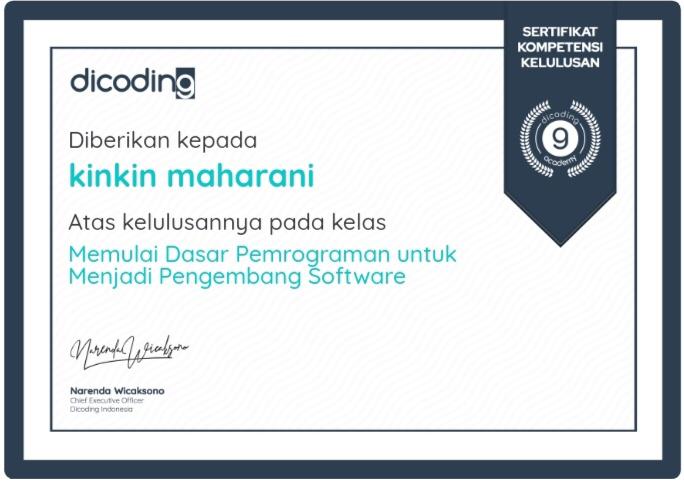 dicoding
SERTIFIKAT
KOMPETENSI
KELULUSAN
dicoding
9
academy
Diberikan kepada
kinkin maharani
Atas kelulusannya pada kelas
Memulai Dasar Pemrograman untuk
Menjadi Pengembang Software
Narenda Wicaksono
Narenda Wicaksono
Chief Executive Officer
Dicoding Indonesia